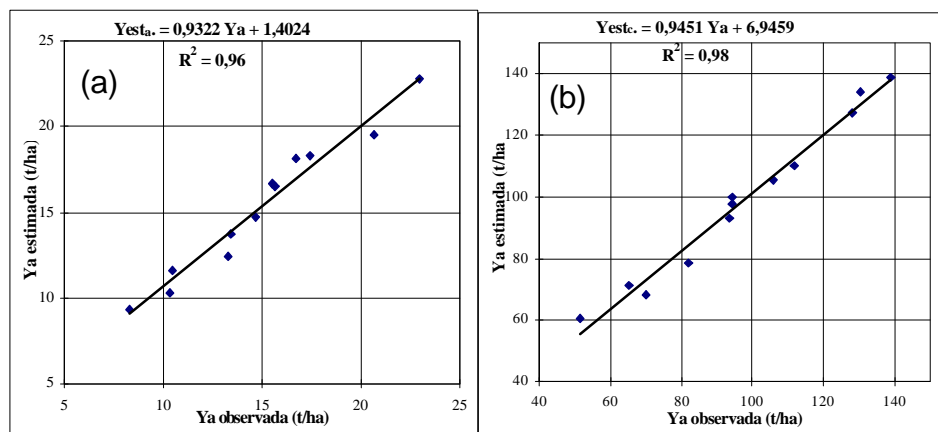 Yest a. = 0,9322 Ya + 1,4024
R² = 0,96
(a)
25
20
15
10
5
5 10 15 20 25
Ya estimada (t/ha)
Ya observada (t/ha)
Yest c. = 0,9451 Ya + 6,9459
R² = 0,98
(b)
140
120
100
80
60
40
40 60 80 100 120 140
Ya estimada (t/ha
Ya observada (t/ha)